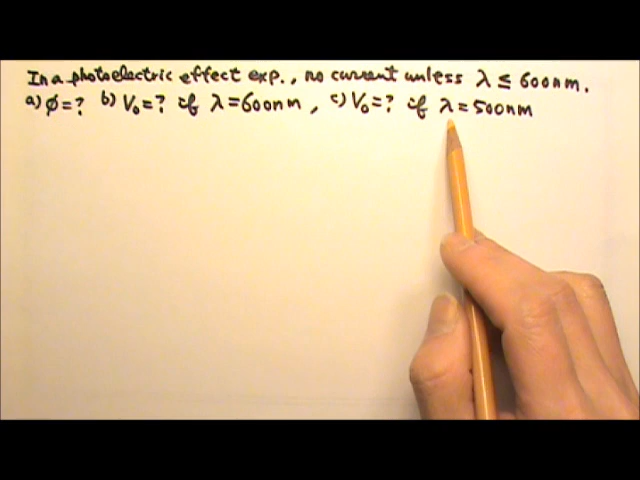 In a photoelectric effect exp., no current unless λ ≤ 600nm.
a) φ=? b) V₀=? if λ=600nm, c) V₀=? if λ=500nm